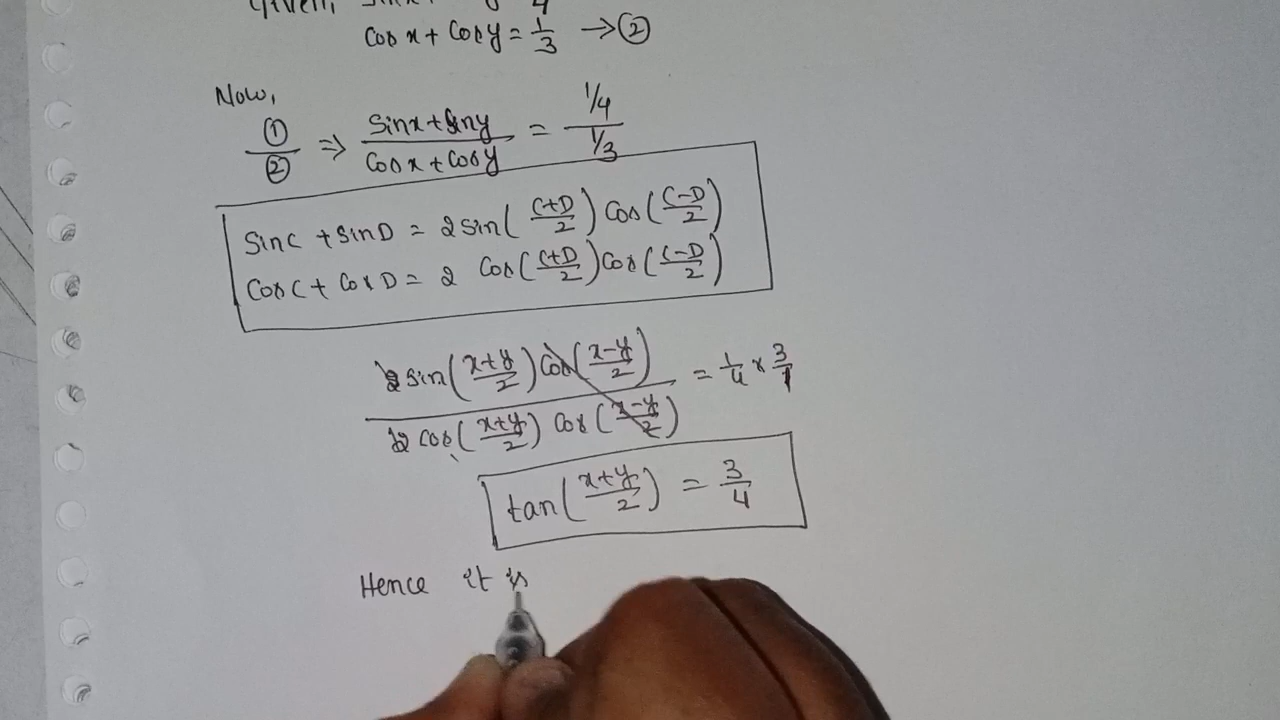 Given,
cos x + cos y = 1/3 → ②
Now,
①/② ⇒ (sin x + sin y)/(cos x + cos y) = (1/4)/(1/3)
sin C + sin D = 2 sin((C+D)/2) cos((C-D)/2)
cos C + cos D = 2 cos((C+D)/2) cos((C-D)/2)
(2 sin((x+y)/2) cos((x-y)/2))/(2 cos((x+y)/2) cos((x-y)/2)) = 1/4 × 3/1
tan((x+y)/2) = 3/4
Hence it is